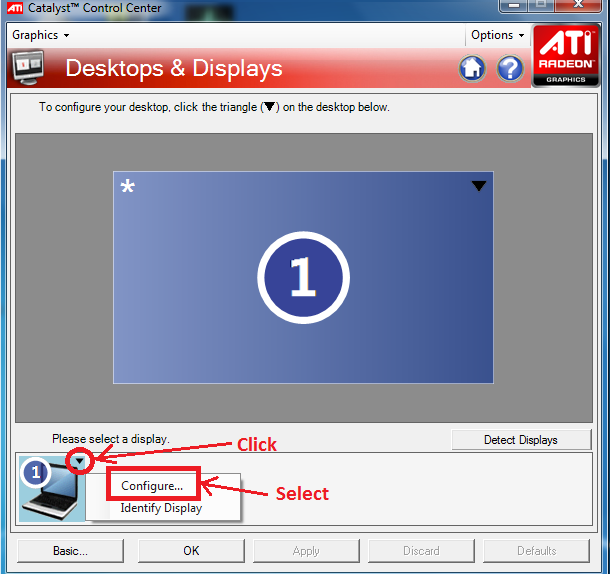 ATI Catalyst™ Control Center
Graphics Options
ATI
RADEON™
GRAPHICS
Desktops & Displays
?
To configure your desktop, click the triangle (▼) on the desktop below.
*
1
Please select a display.
Click
Detect Displays
1
Configure...
Select
Identify Display
Basic... OK Apply Discard Defaults